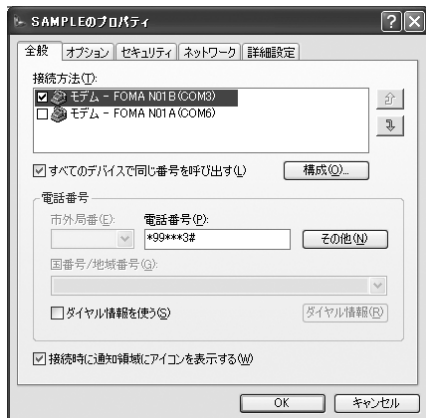 SAMPLEのプロパティ
全般 オプション セキュリティ ネットワーク 詳細設定
接続方法(T):
モデム - FOMA N01B(COM3)
モデム - FOMA N01A(COM6)
すべてのデバイスで同じ番号を呼び出す(L) 構成(O)...
電話番号
市外局番(E): 電話番号(P):
*99***3# その他(N)
国番号/地域番号(G):
ダイヤル情報を使う(S) ダイヤル情報(R)
接続時に通知領域にアイコンを表示する(W)
OK キャンセル